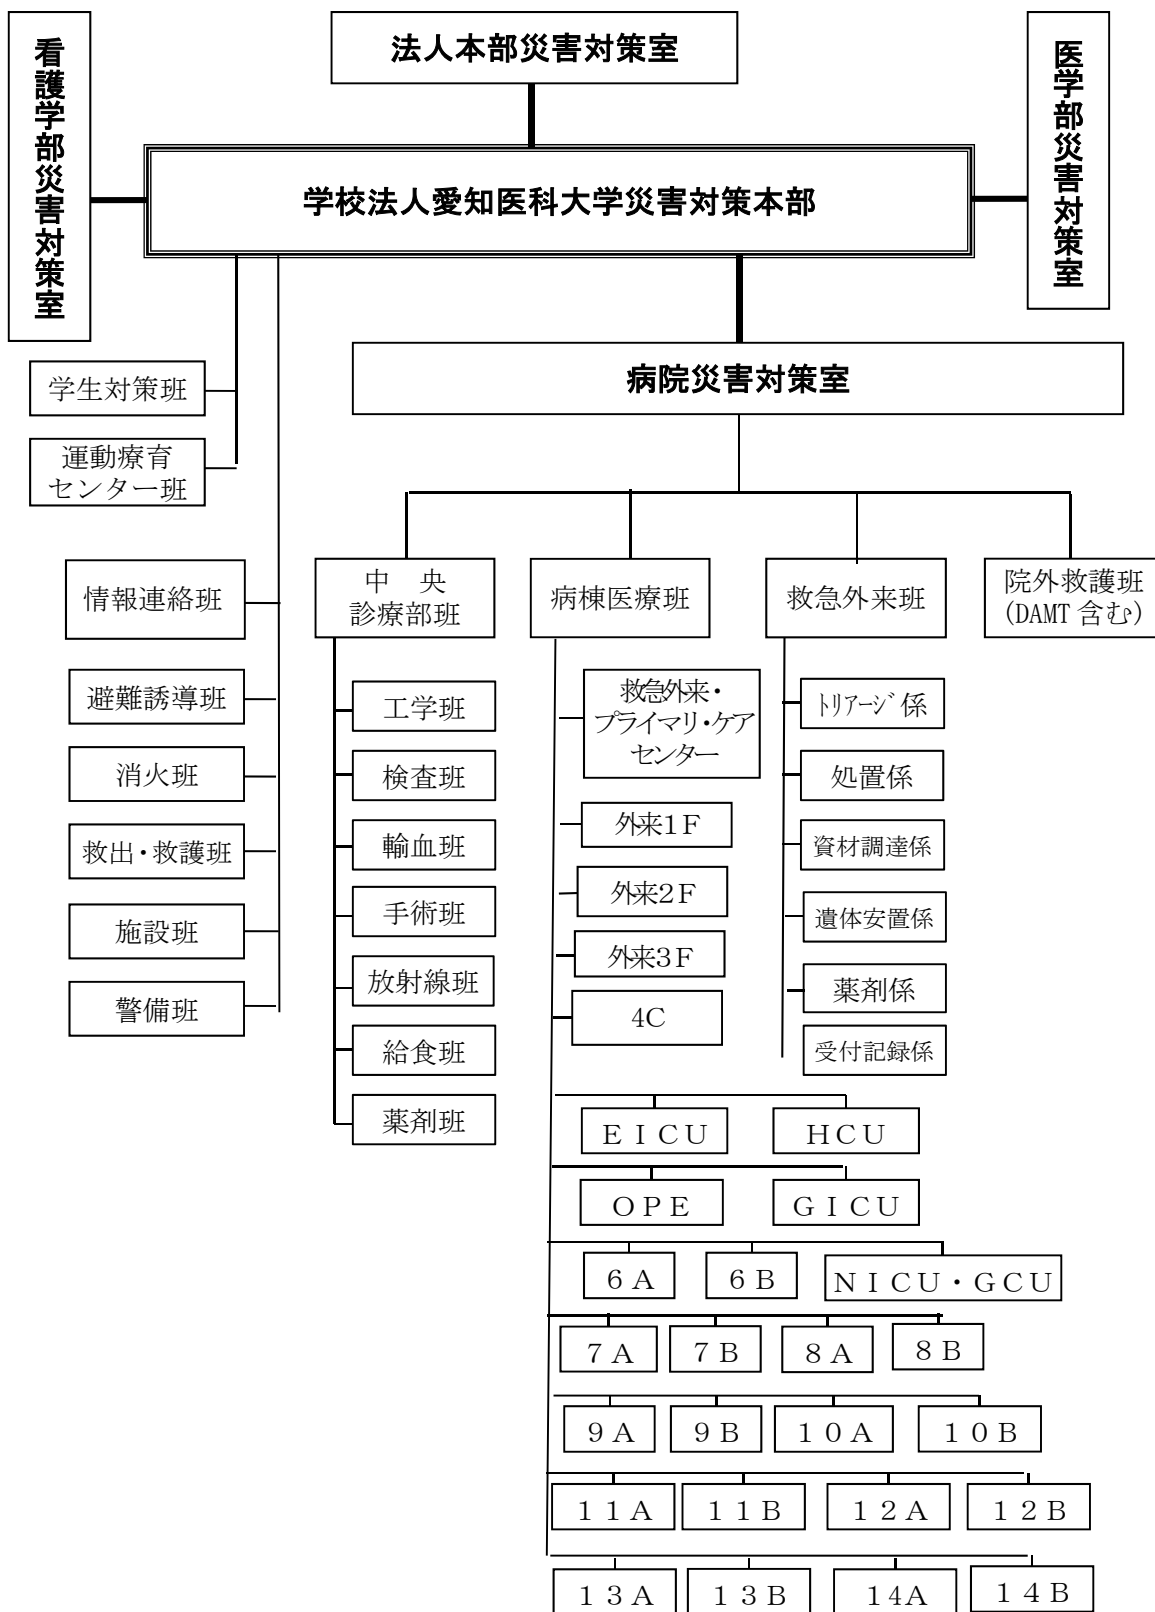 法人本部災害対策室
看護学部災害対策室
医学部災害対策室
学校法人愛知医科大学災害対策本部
病院災害対策室
学生対策班
運動療育
センター班
情報連絡班
避難誘導班
消火班
救出・救護班
施設班
警備班
中　央
診療部班
工学班
検査班
輸血班
手術班
放射線班
給食班
薬剤班
病棟医療班
救急外来・
プライマリ・ケア
センター
外来1F
外来2F
外来3F
4C
ＥＩＣＵ
ＨＣＵ
ＯＰＥ
ＧＩＣＵ
６Ａ
６Ｂ
ＮＩＣＵ・ＧＣＵ
７Ａ
７Ｂ
８Ａ
８Ｂ
９Ａ
９Ｂ
１０Ａ
１０Ｂ
１１Ａ
１１Ｂ
１２Ａ
１２Ｂ
１３Ａ
１３Ｂ
14Ａ
１４Ｂ
救急外来班
ﾄﾘｱｰｼﾞ係
処置係
資材調達係
遺体安置係
薬剤係
受付記録係
院外救護班
(DAMT含む)